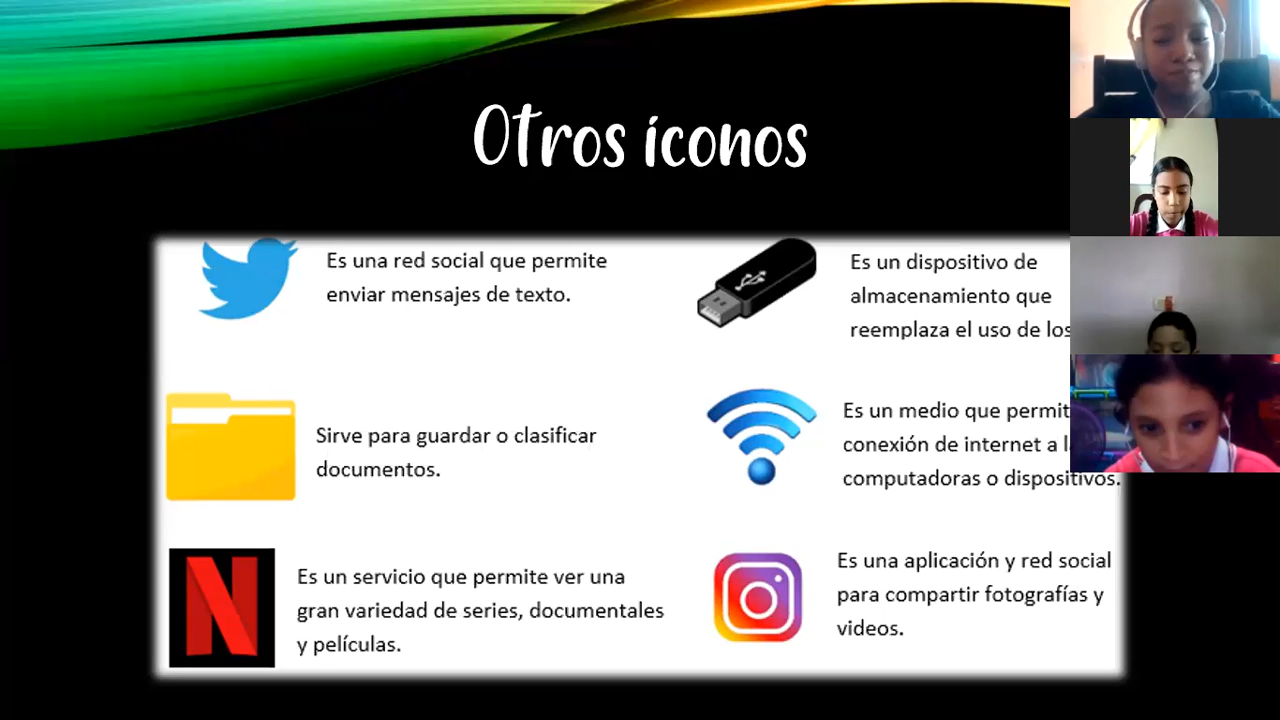 Otros íconos
Es una red social que permite
enviar mensajes de texto.
Es un dispositivo de
almacenamiento que
reemplaza el uso de los
Sirve para guardar o clasificar
documentos.
Es un medio que permit
conexión de internet a l
computadoras o dispositivos.
N
Es un servicio que permite ver una
gran variedad de series, documentales
y películas.
Es una aplicación y red social
para compartir fotografías y
videos.